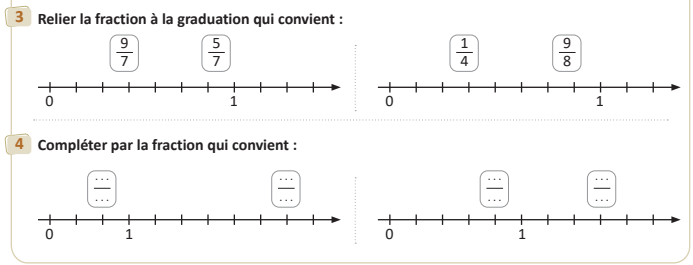 3 Relier la fraction à la graduation qui convient :
9/7 5/7 1/4 9/8
0 1 0 1
4 Compléter par la fraction qui convient :
.../... .../... .../... .../...
0 1 0 1